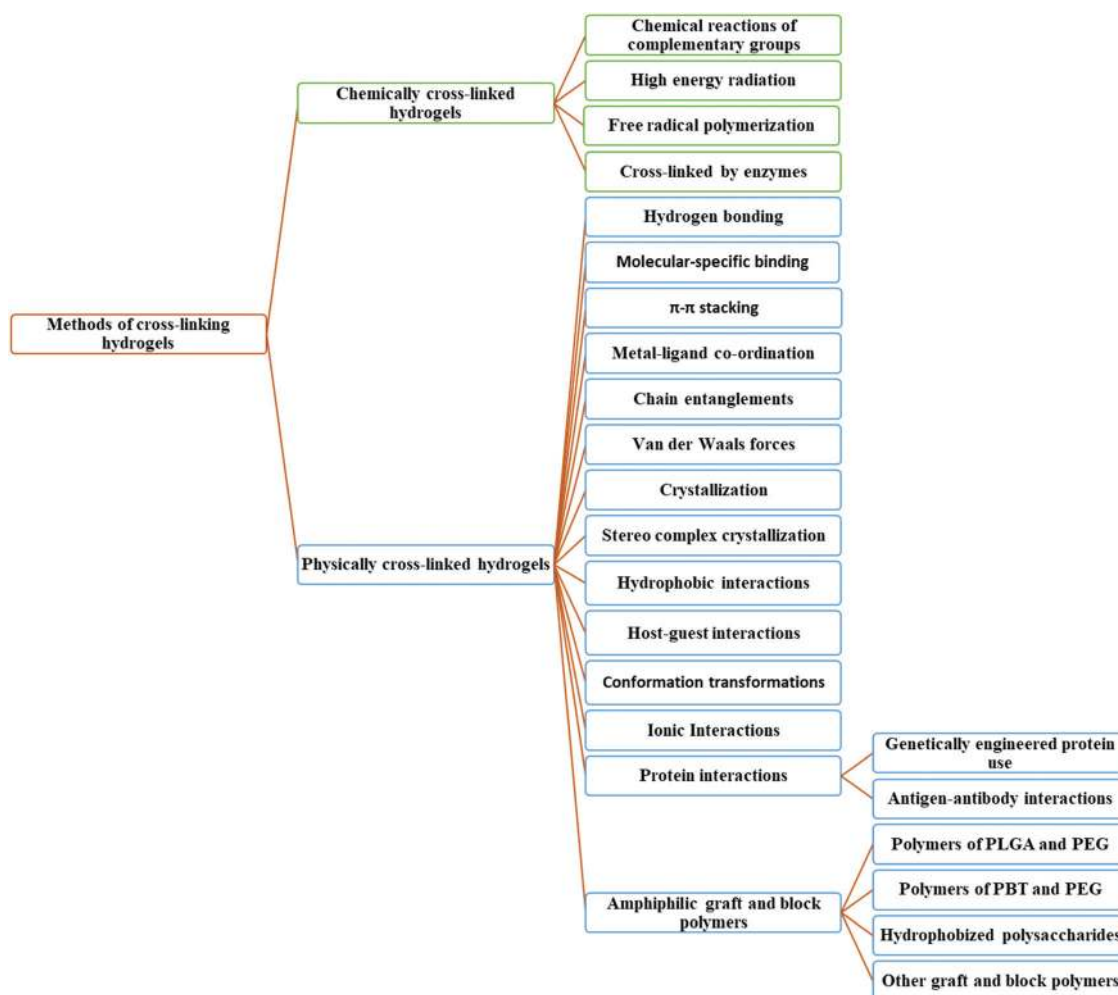 Chemical reactions of
complementary groups
Chemically cross-linked
hydrogels
High energy radiation
Free radical polymerization
Cross-linked by enzymes
Hydrogen bonding
Molecular-specific binding
π-π stacking
Methods of cross-linking
hydrogels
Metal-ligand co-ordination
Chain entanglements
Van der Waals forces
Crystallization
Stereo complex crystallization
Physically cross-linked hydrogels
Hydrophobic interactions
Host-guest interactions
Conformation transformations
Ionic Interactions
Protein interactions
Genetically engineered protein
use
Antigen-antibody interactions
Amphiphilic graft and block
polymers
Polymers of PLGA and PEG
Polymers of PBT and PEG
Hydrophobized polysaccharides
Other graft and block polymers